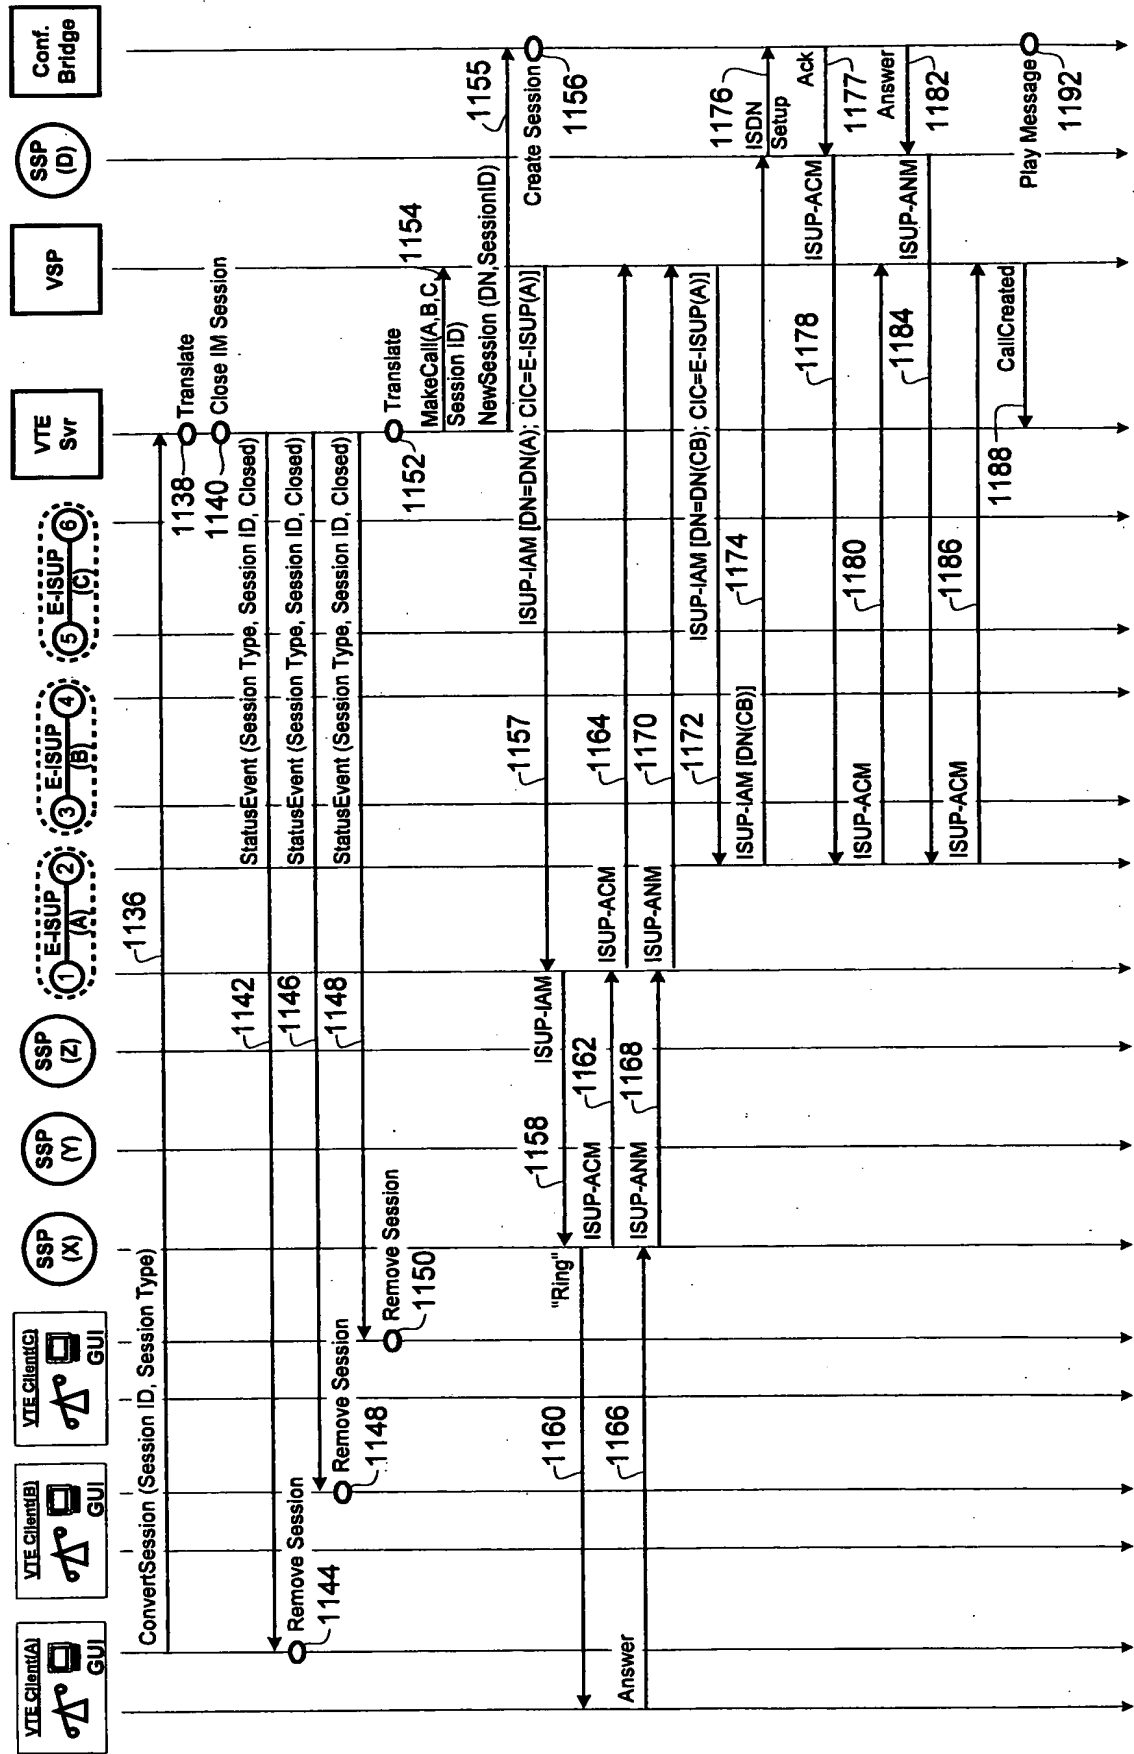 VTE Client(A)
GUI
VTE Client(B)
GUI
VTE Client(C)
GUI
SSP
(X)
SSP
(Y)
SSP
(Z)
1
E-ISUP
(A)
2
3
E-ISUP
(B)
4
5
E-ISUP
(C)
6
VTE
Svr
VSP
SSP
(D)
Conf.
Bridge
ConvertSession (Session ID, Session Type)
1136
1138
Translate
1140
Close IM Session
1142
StatusEvent (Session Type, Session ID, Closed)
Remove Session
1144
1146
StatusEvent (Session Type, Session ID, Closed)
Remove Session
1148
1148
StatusEvent (Session Type, Session ID, Closed)
Remove Session
1150
1152
Translate
MakeCall(A,B,C,
Session ID)
1154
NewSession (DN,SessionID)
1155
Create Session
1156
ISUP-IAM [DN=DN(A); CIC=E-ISUP(A)]
1157
ISUP-IAM
1158
"Ring"
1160
ISUP-ACM
1162
ISUP-ACM
1164
Answer
1166
ISUP-ANM
1168
ISUP-ANM
1170
ISUP-IAM [DN=DN(CB); CIC=E-ISUP(A)]
1172
ISUP-IAM [DN(CB)]
1174
ISDN
Setup
1176
Ack
1177
ISUP-ACM
1178
ISUP-ACM
1180
Answer
1182
ISUP-ANM
1184
ISUP-ACM
1186
CallCreated
1188
Play Message
1192